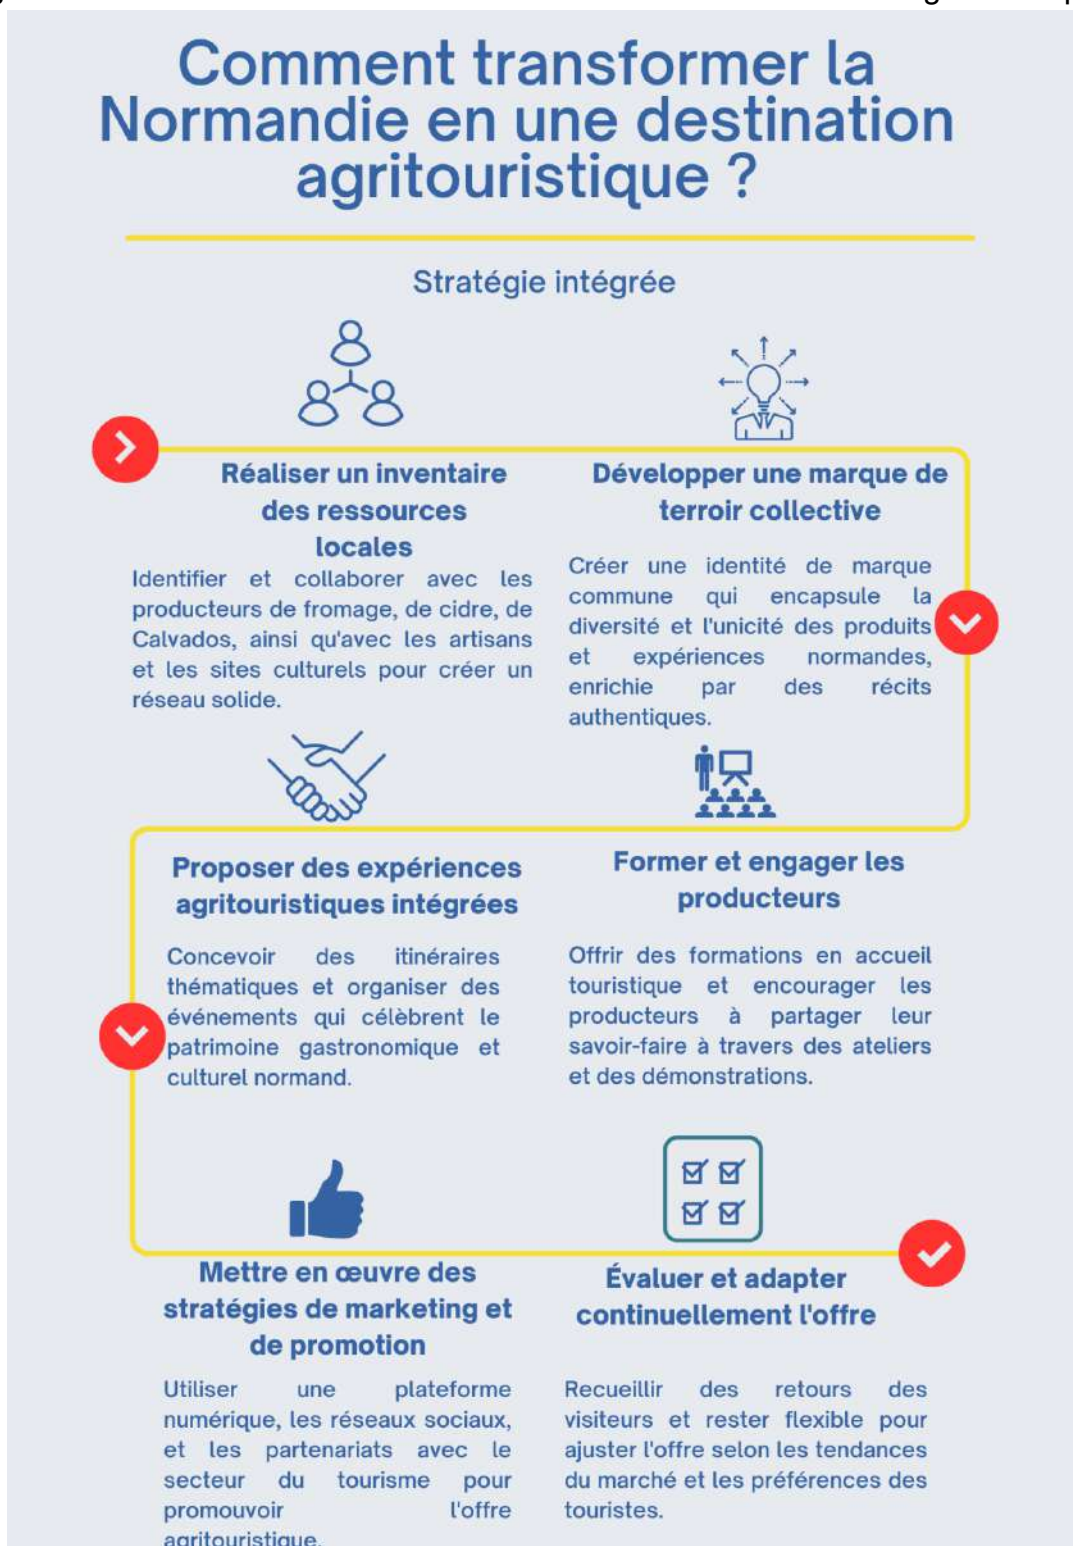 Comment transformer la
Normandie en une destination
agritouristique ?
Stratégie intégrée
Réaliser un inventaire
des ressources
locales
Identifier et collaborer avec les
producteurs de fromage, de cidre, de
Calvados, ainsi qu'avec les artisans
et les sites culturels pour créer un
réseau solide.
Développer une marque de
terroir collective
Créer une identité de marque
commune qui encapsule la
diversité et l'unicité des produits
et expériences normandes,
enrichie par des récits
authentiques.
Proposer des expériences
agritouristiques intégrées
Concevoir des itinéraires
thématiques et organiser des
événements qui célèbrent le
patrimoine gastronomique et
culturel normand.
Former et engager les
producteurs
Offrir des formations en accueil
touristique et encourager les
producteurs à partager leur
savoir-faire à travers des ateliers
et des démonstrations.
Mettre en œuvre des
stratégies de marketing et
de promotion
Utiliser une plateforme
numérique, les réseaux sociaux,
et les partenariats avec le
secteur du tourisme pour
promouvoir l'offre
agritouristique.
Évaluer et adapter
continuellement l'offre
Recueillir des retours des
visiteurs et rester flexible pour
ajuster l'offre selon les tendances
du marché et les préférences des
touristes.